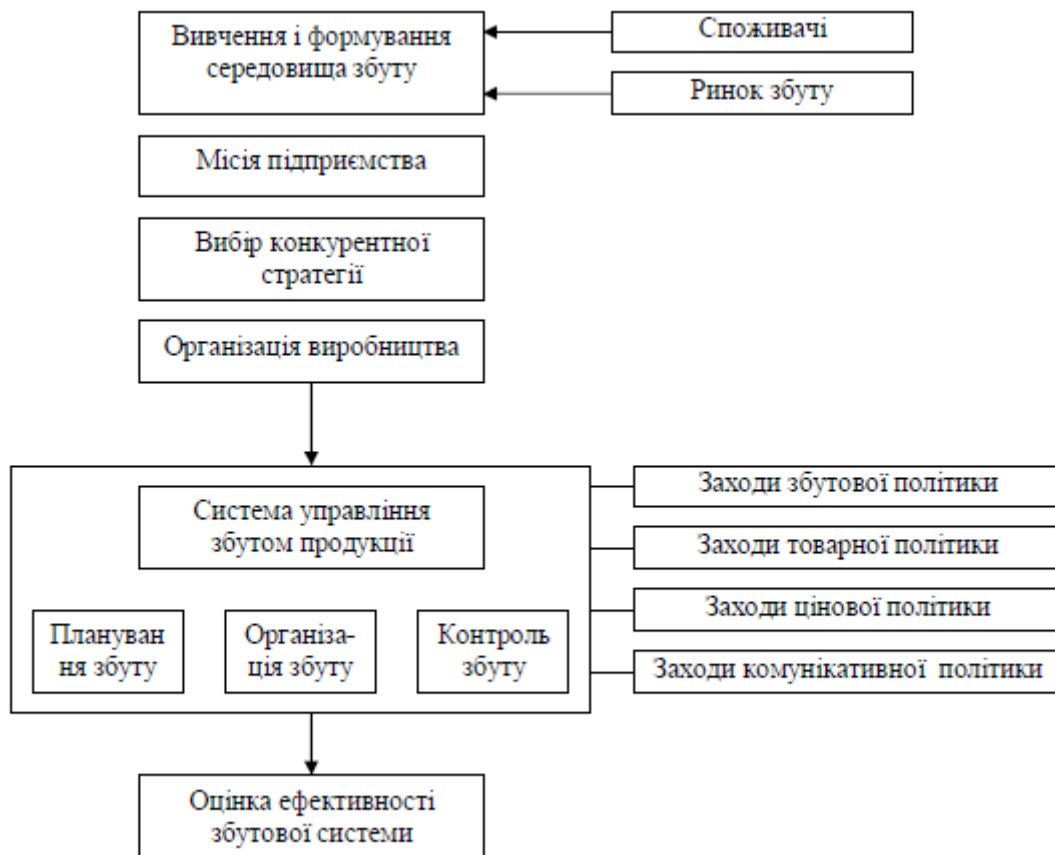 Вивчення і формування
середовища збуту
Споживачі
Ринок збуту
Місія підприємства
Вибір конкурентної
стратегії
Організація виробництва
Система управління
збутом продукції
Плануван
ня збуту
Організа-
ція збуту
Контроль
збуту
Заходи збутової політики
Заходи товарної політики
Заходи цінової політики
Заходи комунікативної політики
Оцінка ефективності
збутової системи